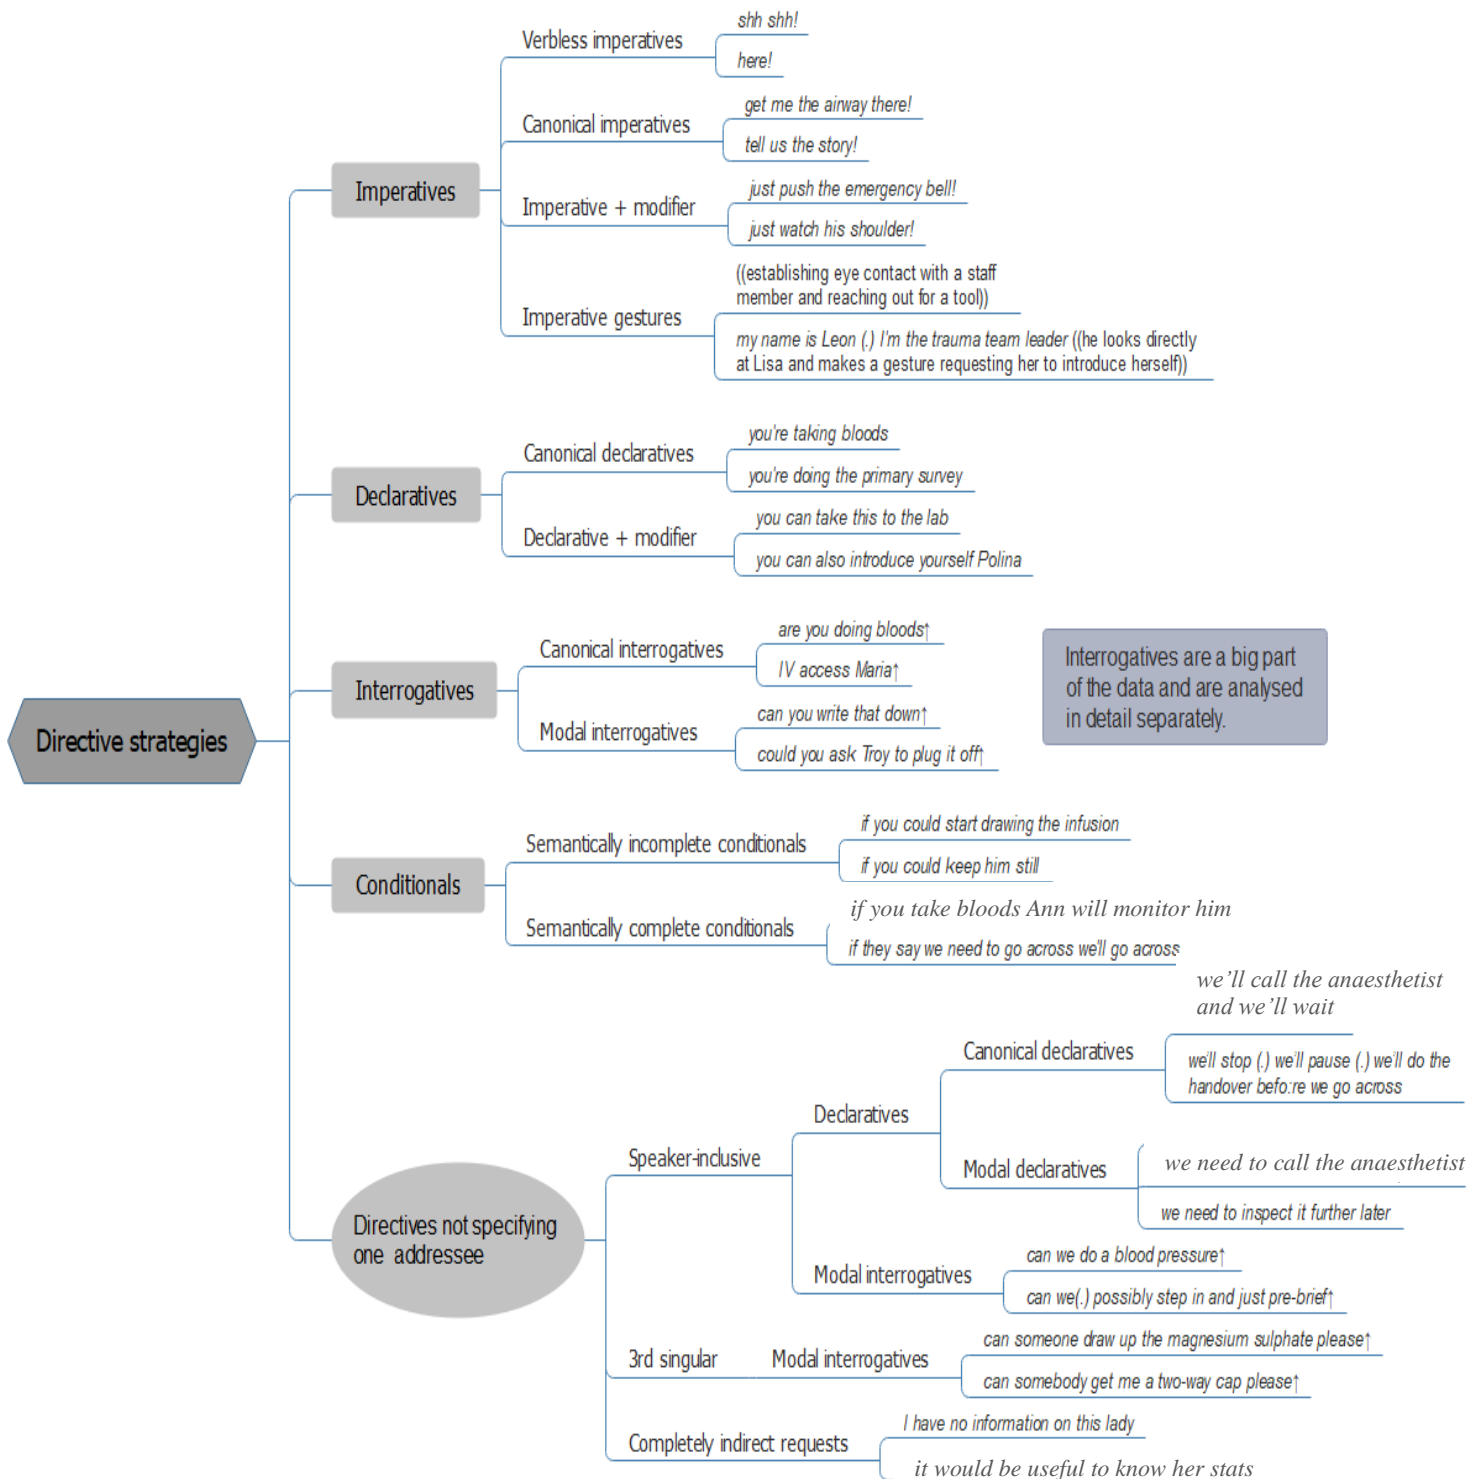 Directive strategies
Imperatives
Verbless imperatives
shh shh!
here!
Canonical imperatives
get me the airway there!
tell us the story!
Imperative + modifier
just push the emergency bell!
just watch his shoulder!
Imperative gestures
((establishing eye contact with a staff
member and reaching out for a tool))
my name is Leon (.) I'm the trauma team leader ((he looks directly
at Lisa and makes a gesture requesting her to introduce herself))
Declaratives
Canonical declaratives
you're taking bloods
you're doing the primary survey
Declarative + modifier
you can take this to the lab
you can also introduce yourself Polina
Interrogatives
Canonical interrogatives
are you doing bloods↑
IV access Maria↑
Modal interrogatives
can you write that down↑
could you ask Troy to plug it off↑
Interrogatives are a big part
of the data and are analysed
in detail separately.
Conditionals
Semantically incomplete conditionals
if you could start drawing the infusion
if you could keep him still
Semantically complete conditionals
if you take bloods Ann will monitor him
if they say we need to go across we'll go across
Directives not specifying
one addressee
Speaker-inclusive
Declaratives
Canonical declaratives
we’ll call the anaesthetist
and we’ll wait
we'll stop (.) we'll pause (.) we'll do the
handover befo:re we go across
Modal declaratives
we need to call the anaesthetist
we need to inspect it further later
Modal interrogatives
can we do a blood pressure↑
can we(.) possibly step in and just pre-brief↑
3rd singular
Modal interrogatives
can someone draw up the magnesium sulphate please↑
can somebody get me a two-way cap please↑
Completely indirect requests
I have no information on this lady
it would be useful to know her stats